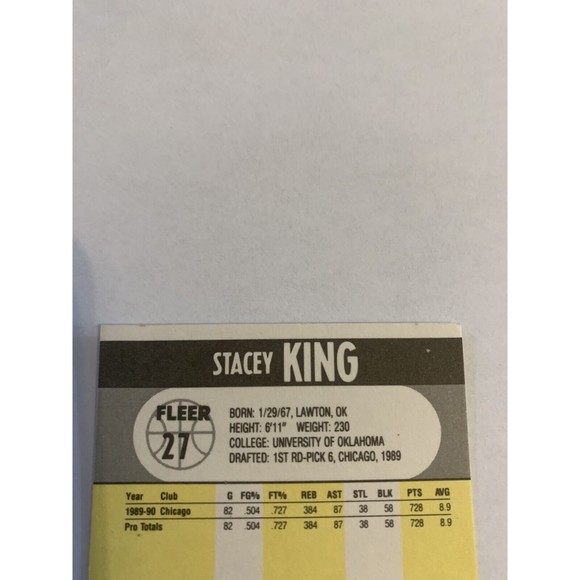 STACEY KING
FLEER
27
BORN: 1/29/67, LAWTON, OK
HEIGHT: 6'11" WEIGHT: 230
COLLEGE: UNIVERSITY OF OKLAHOMA
DRAFTED: 1ST RD-PICK 6, CHICAGO, 1989
Year Club G FG% FT% REB AST STL BLK PTS AVG
1989-90 Chicago 82 .504 .727 384 87 38 58 728 8.9
Pro Totals 82 .504 .727 384 87 38 58 728 8.9